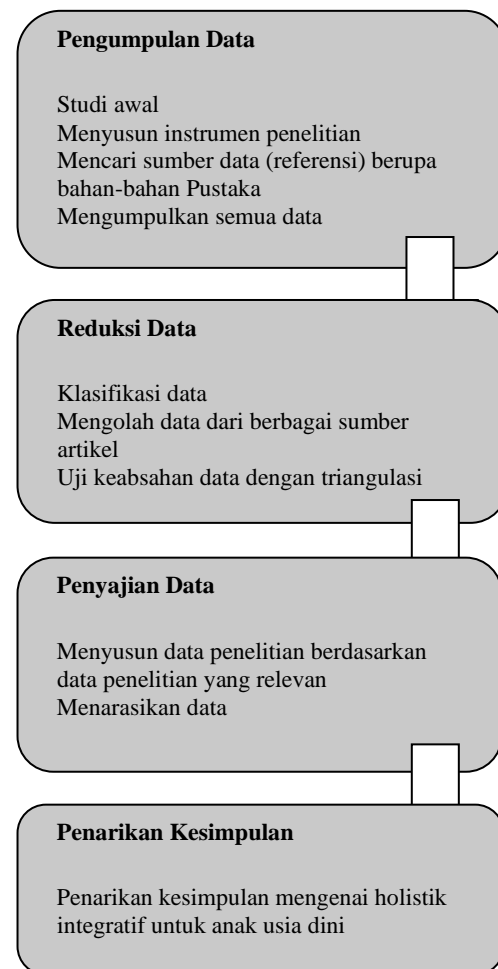 Pengumpulan Data
Studi awal
Menyusun instrumen penelitian
Mencari sumber data (referensi) berupa
bahan-bahan Pustaka
Mengumpulkan semua data
Reduksi Data
Klasifikasi data
Mengolah data dari berbagai sumber
artikel
Uji keabsahan data dengan triangulasi
Penyajian Data
Menyusun data penelitian berdasarkan
data penelitian yang relevan
Menarasikan data
Penarikan Kesimpulan
Penarikan kesimpulan mengenai holistik
integratif untuk anak usia dini